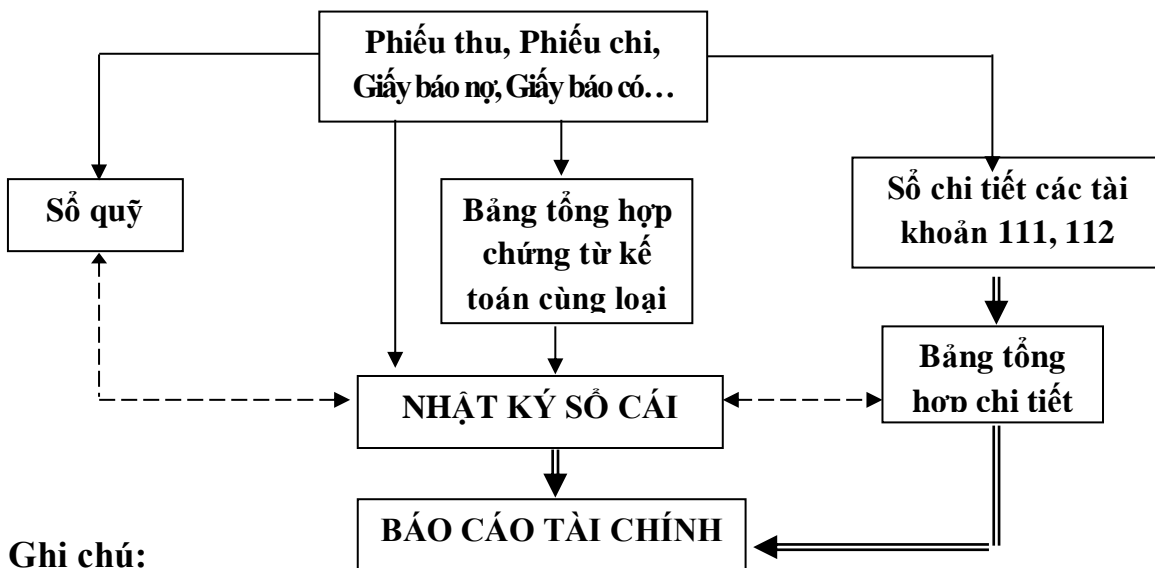 Phiếu thu, Phiếu chi,
Giấy báo nợ, Giấy báo có…
Sổ quỹ
Bảng tổng hợp
chứng từ kế
toán cùng loại
Sổ chi tiết các tài
khoản 111, 112
Bảng tổng
hợp chi tiết
NHẬT KÝ SỔ CÁI
BÁO CÁO TÀI CHÍNH
Ghi chú: